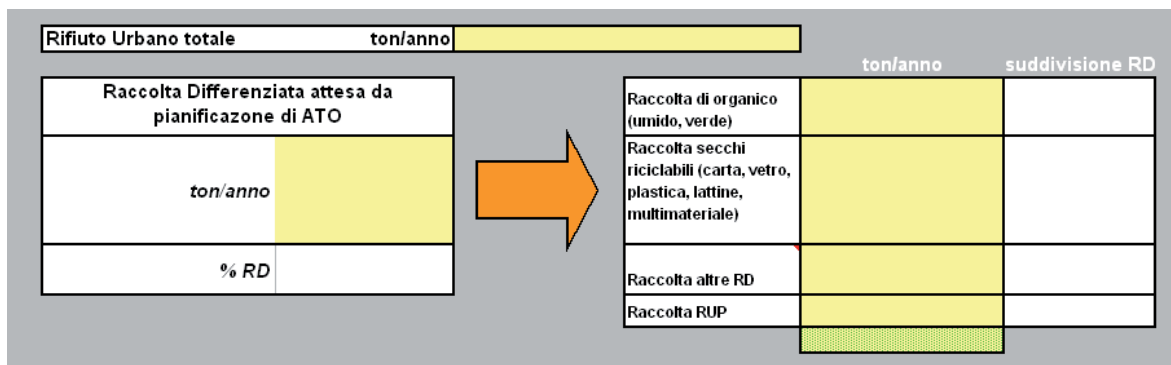 Rifiuto Urbano totale ton/anno
Raccolta Differenziata attesa da
pianificazone di ATO
ton/anno
% RD
ton/anno suddivisione RD
Raccolta di organico
(umido, verde)
Raccolta secchi
riciclabili (carta, vetro,
plastica, lattine,
multimateriale)
Raccolta altre RD
Raccolta RUP